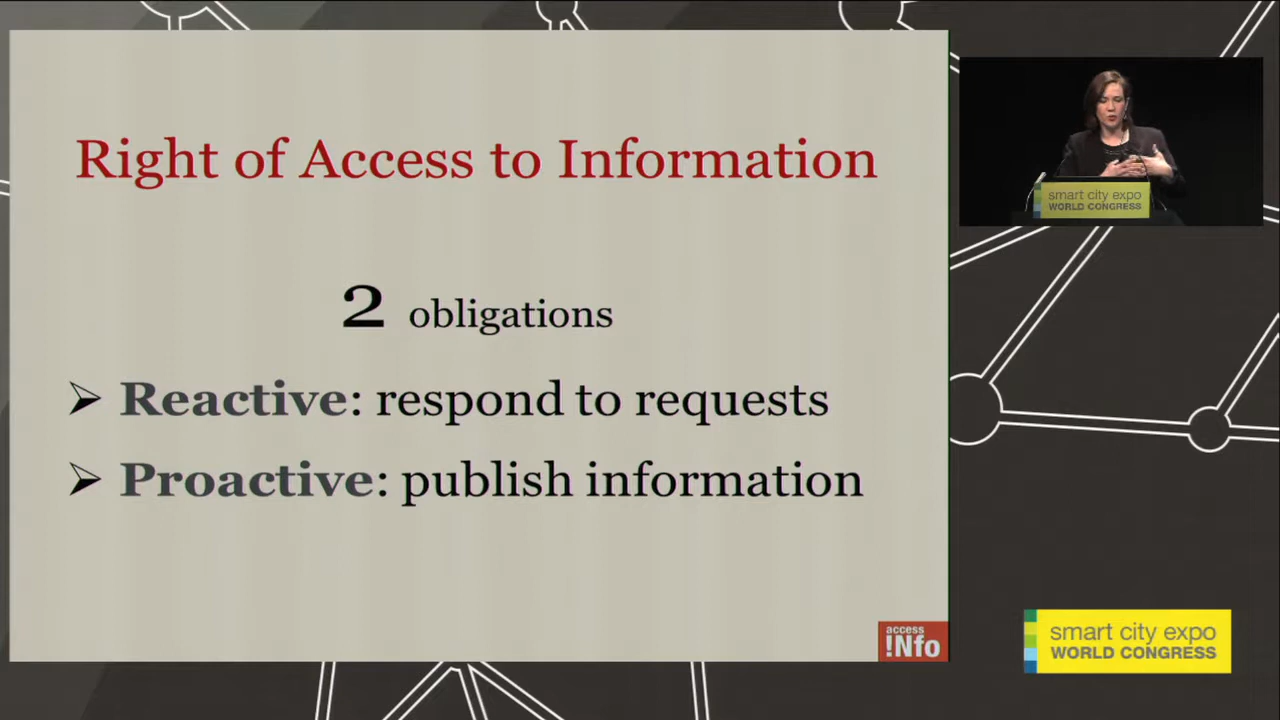 Right of Access to Information
2 obligations
➢ Reactive: respond to requests
➢ Proactive: publish information
access
!NFo
smart city expo
WORLD CONGRESS
smart city expo
WORLD CONGRESS